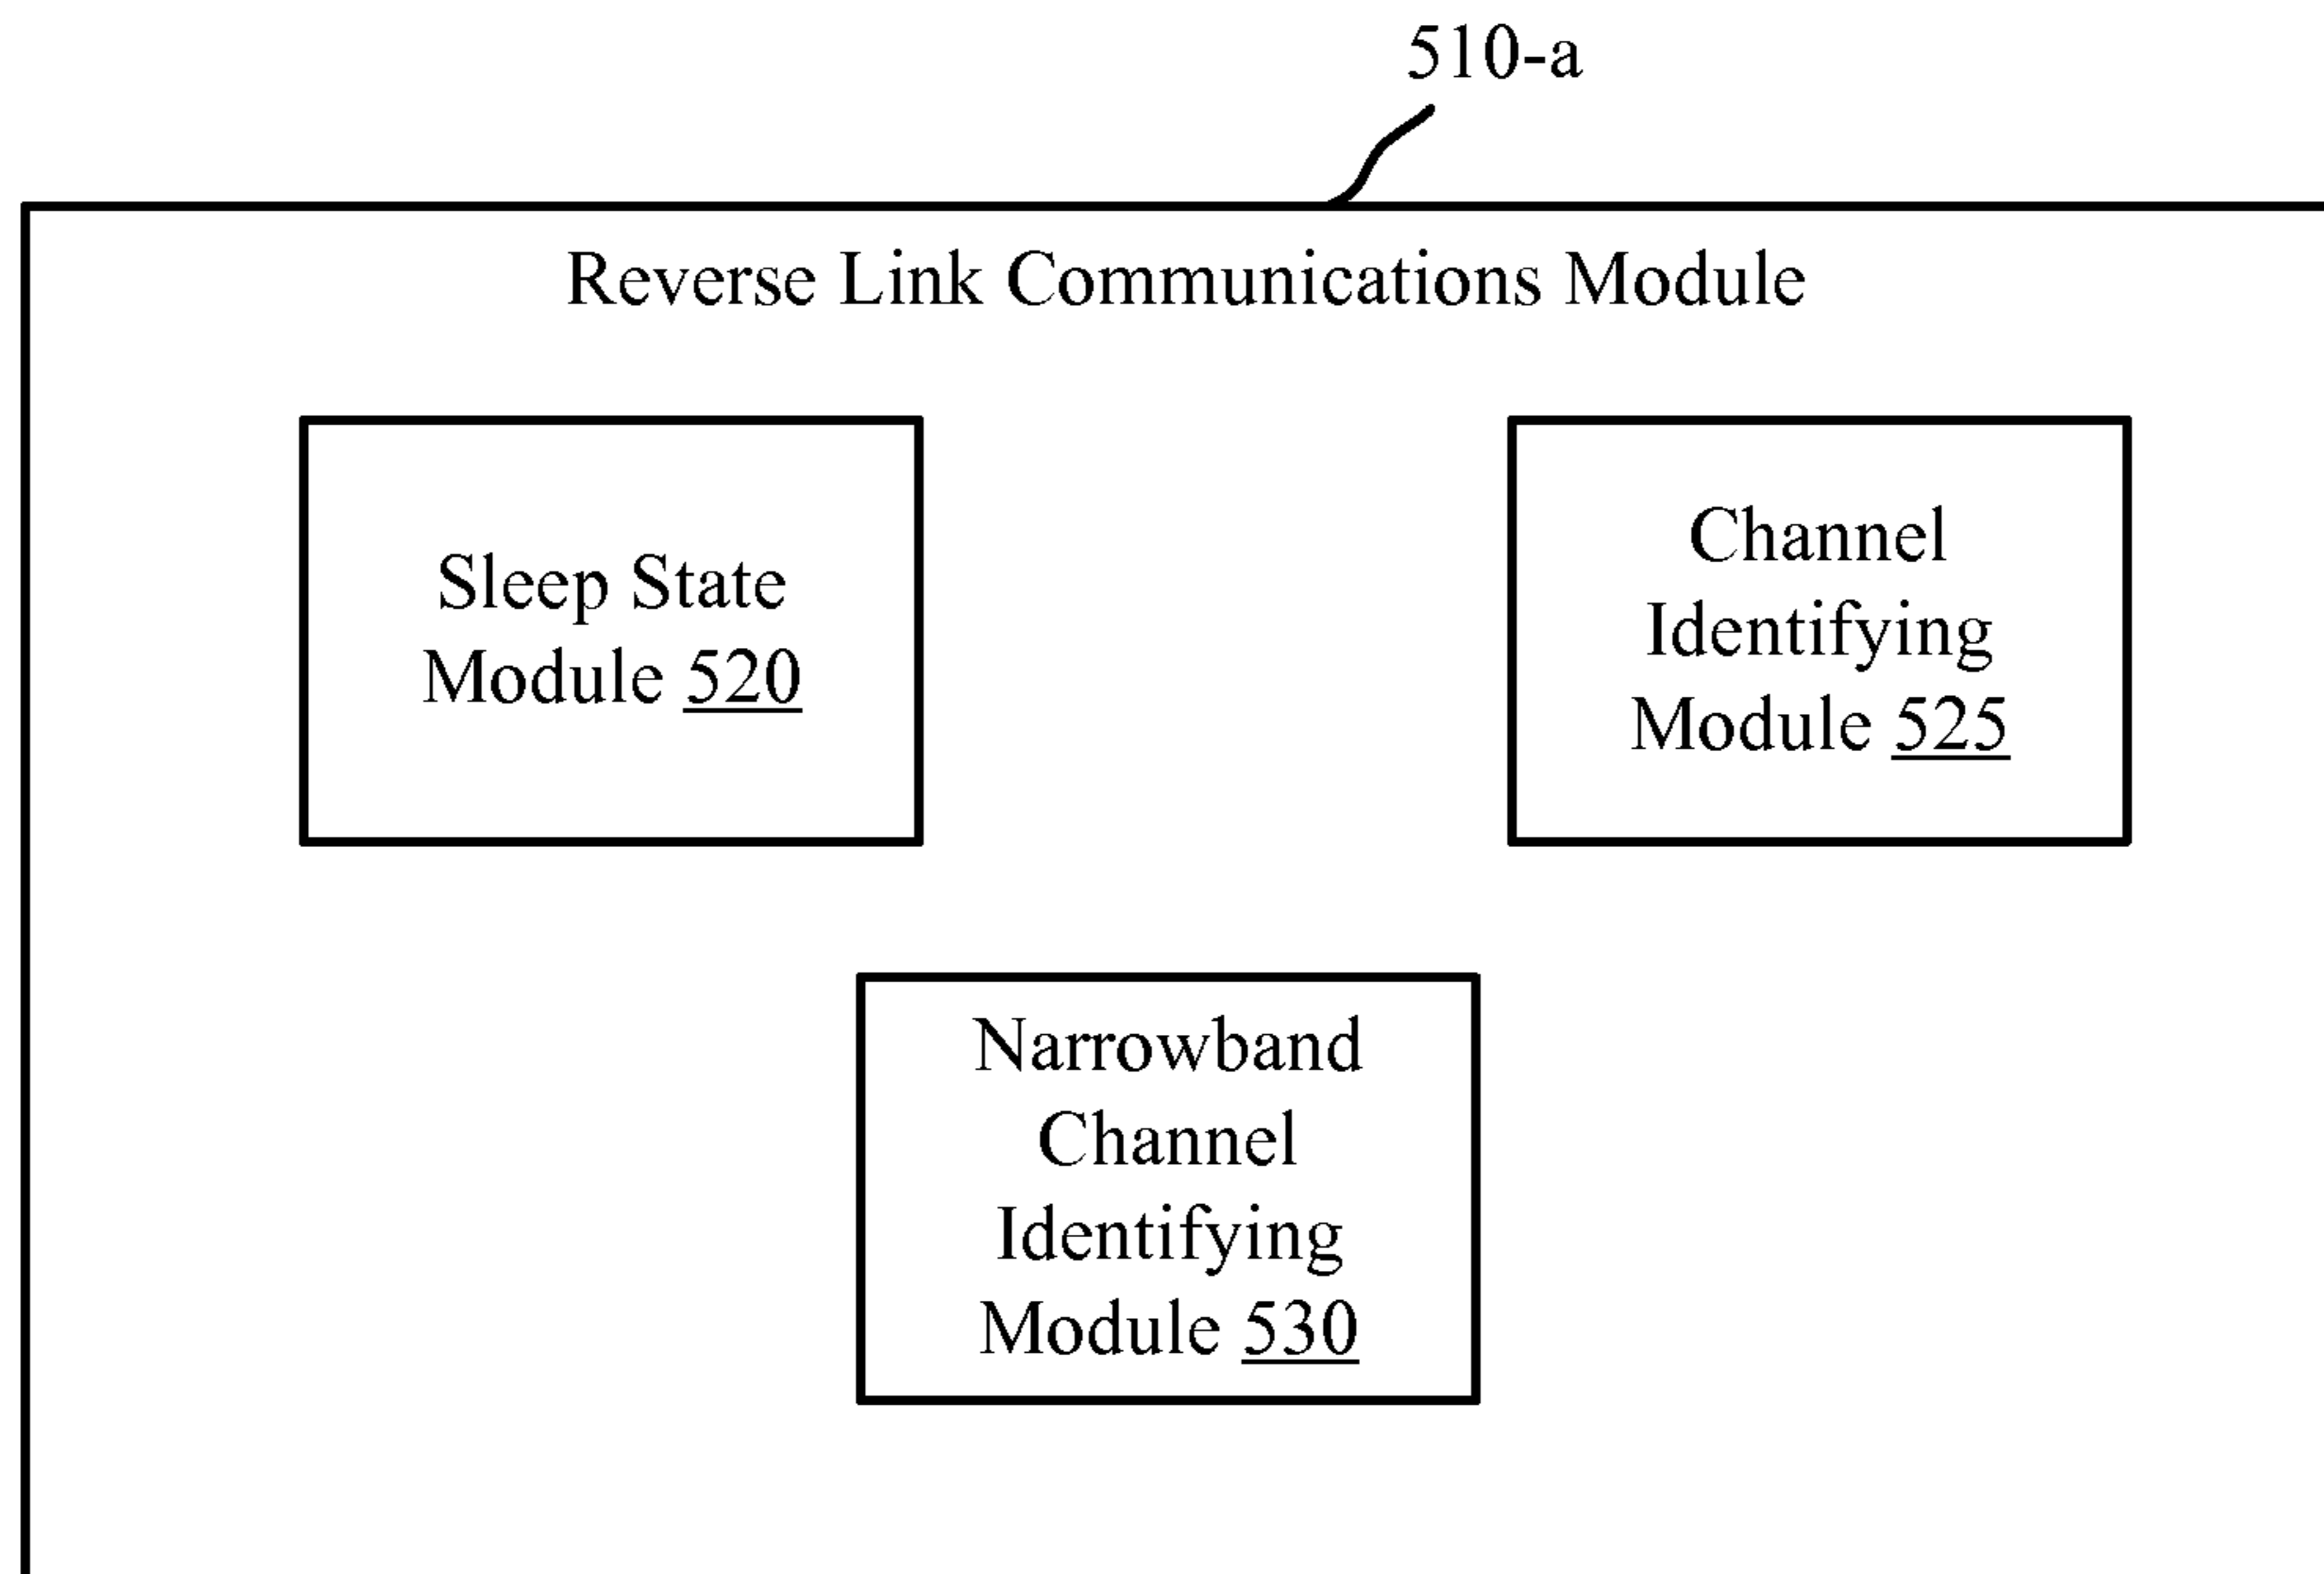 510-a
Reverse Link Communications Module
Sleep State
Module 520
Channel
Identifying
Module 525
Narrowband
Channel
Identifying
Module 530